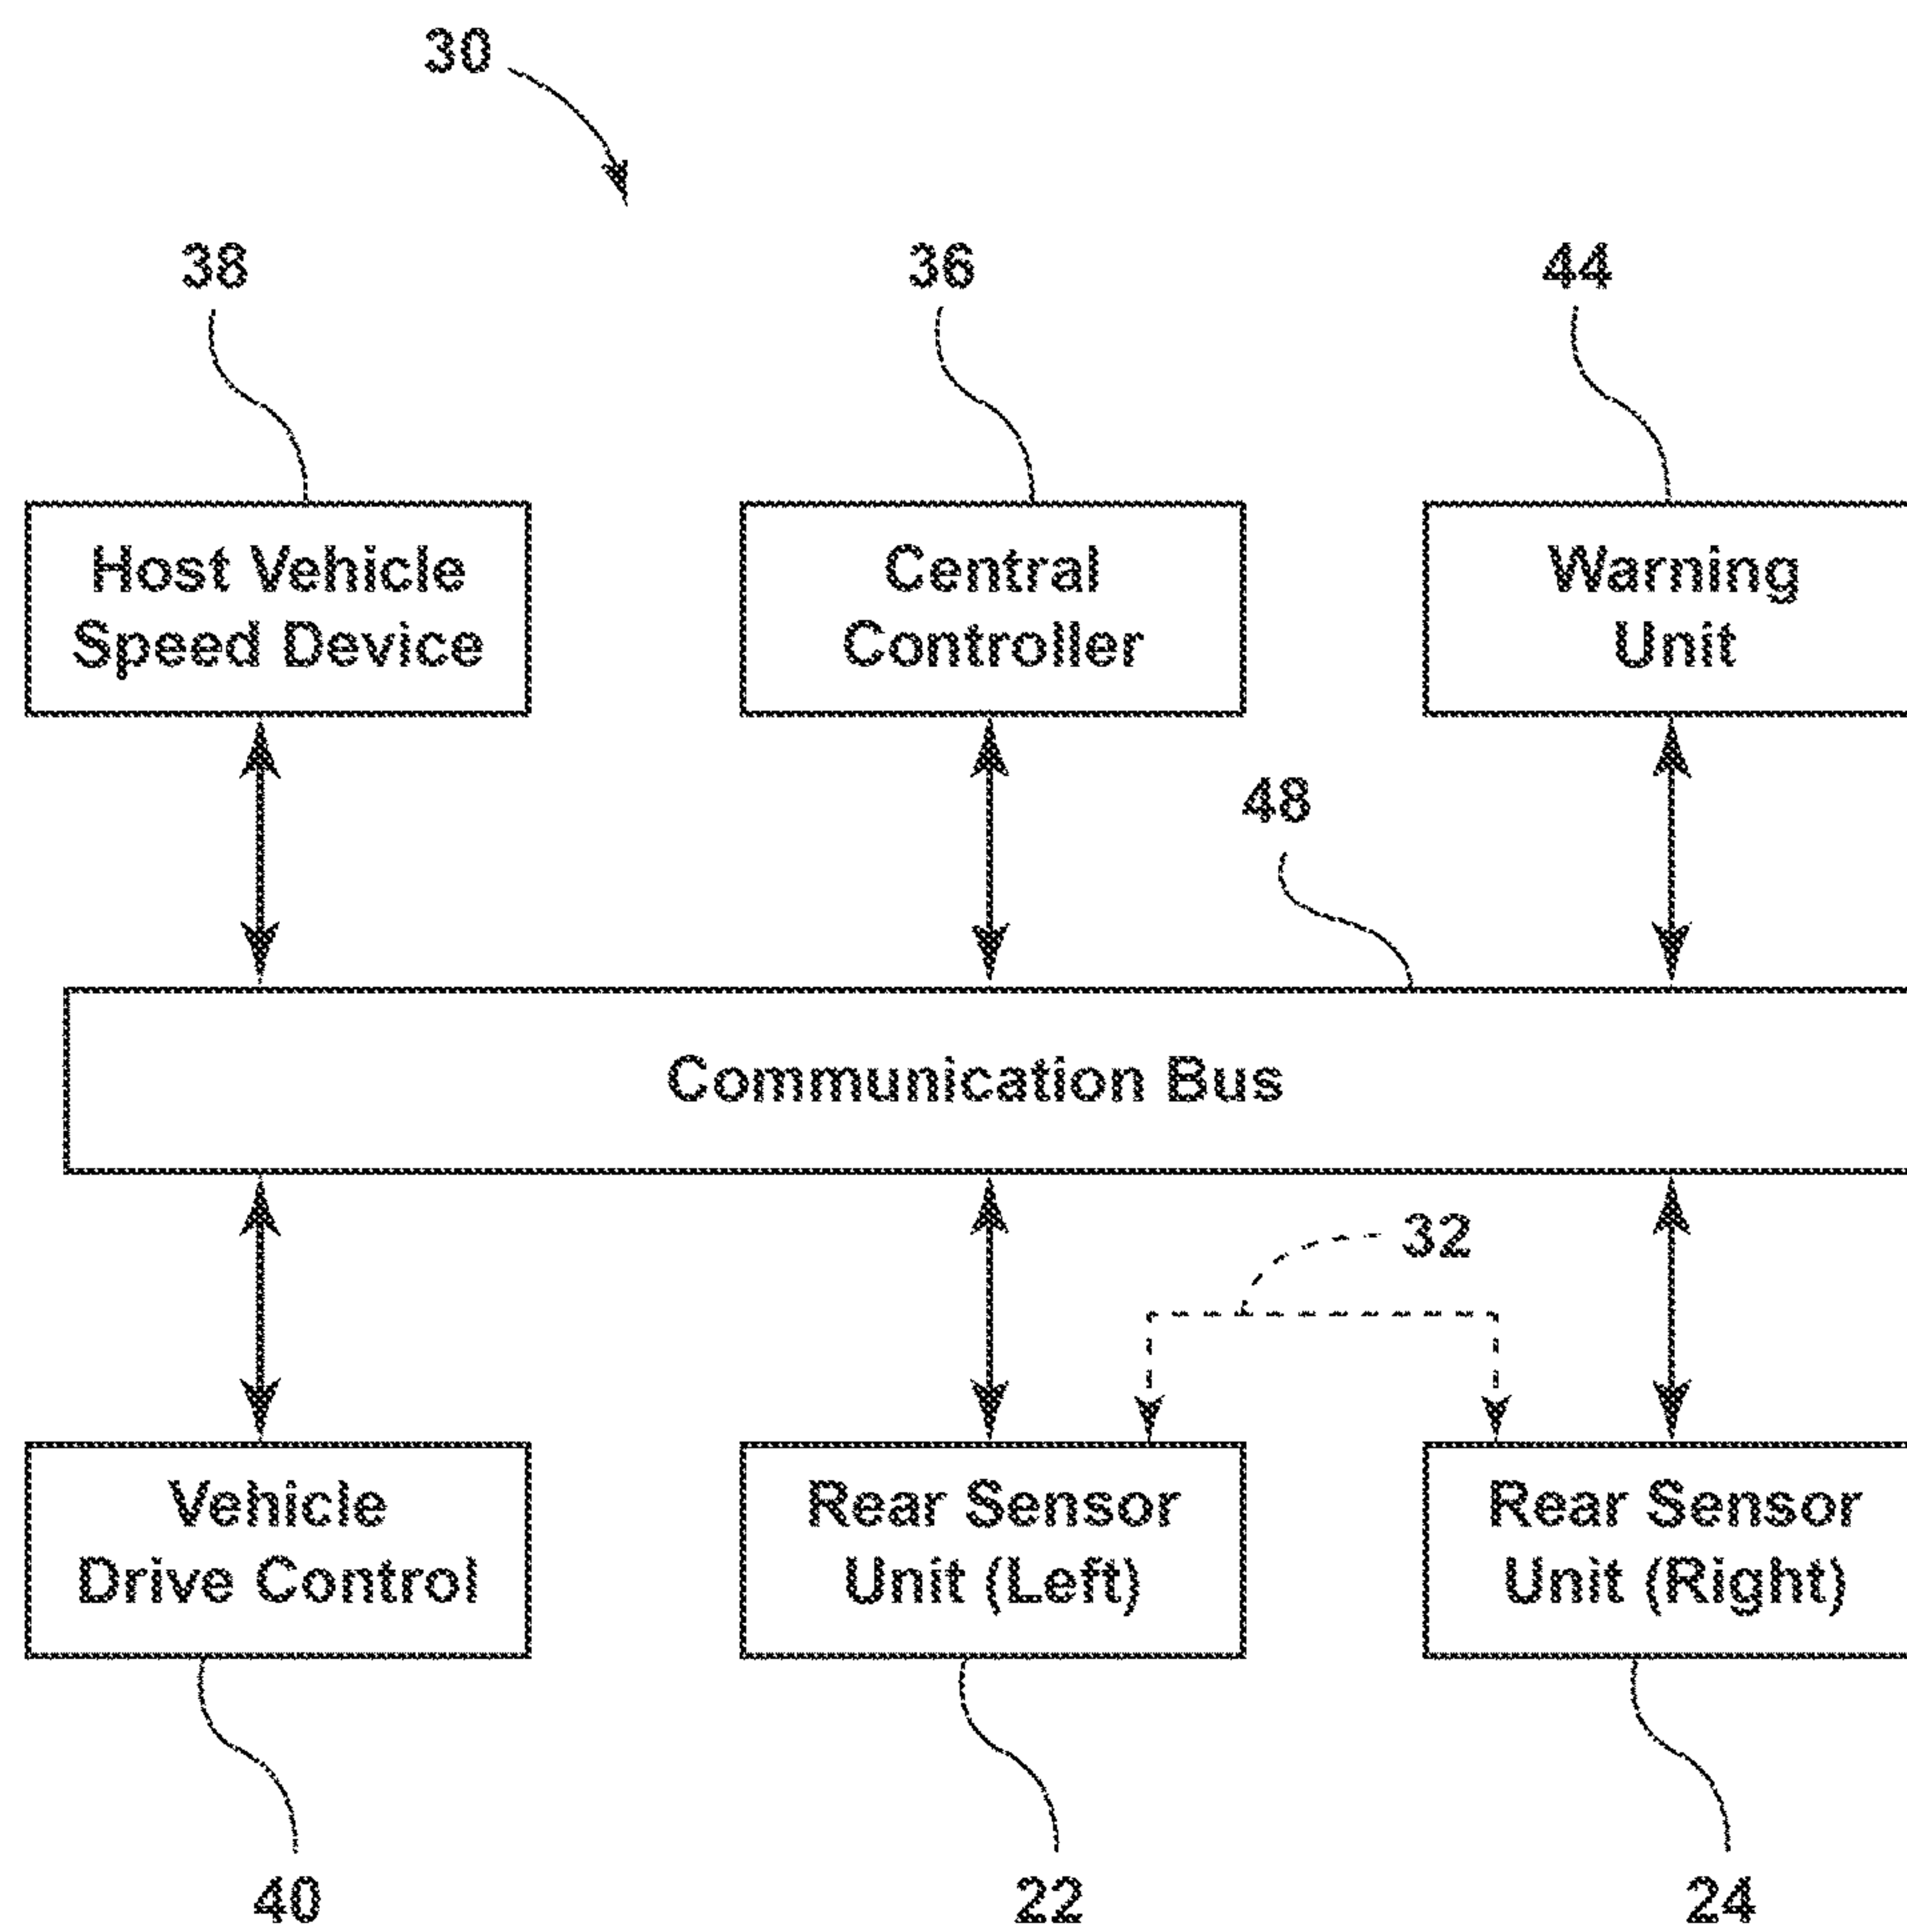 30
38
36
44
Host Vehicle
Speed Device
Central
Controller
Warning
Unit
48
Communication Bus
32
Vehicle
Drive Control
Rear Sensor
Unit (Left)
Rear Sensor
Unit (Right)
40
22
24